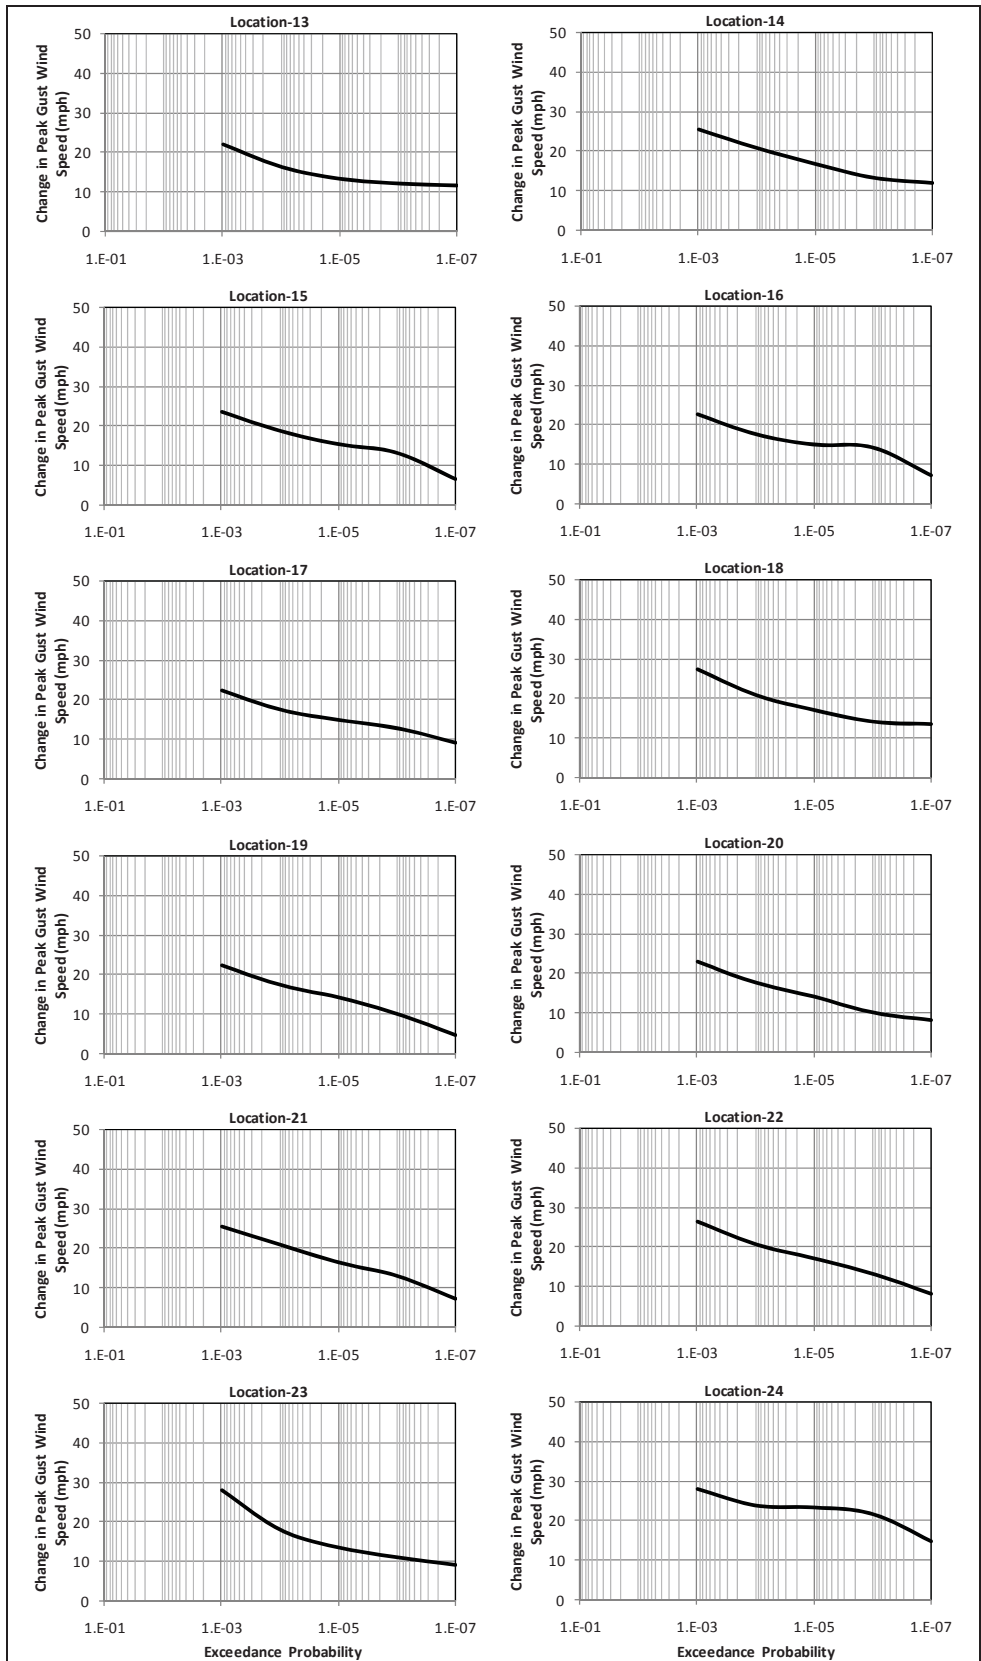 Location-13
Change in Peak Gust Wind
Speed (mph)
50
40
30
20
10
0
1.E-01 1.E-03 1.E-05 1.E-07
Location-14
Change in Peak Gust Wind
Speed (mph)
50
40
30
20
10
0
1.E-01 1.E-03 1.E-05 1.E-07
Location-15
Change in Peak Gust Wind
Speed (mph)
50
40
30
20
10
0
1.E-01 1.E-03 1.E-05 1.E-07
Location-16
Change in Peak Gust Wind
Speed (mph)
50
40
30
20
10
0
1.E-01 1.E-03 1.E-05 1.E-07
Location-17
Change in Peak Gust Wind
Speed (mph)
50
40
30
20
10
0
1.E-01 1.E-03 1.E-05 1.E-07
Location-18
Change in Peak Gust Wind
Speed (mph)
50
40
30
20
10
0
1.E-01 1.E-03 1.E-05 1.E-07
Location-19
Change in Peak Gust Wind
Speed (mph)
50
40
30
20
10
0
1.E-01 1.E-03 1.E-05 1.E-07
Location-20
Change in Peak Gust Wind
Speed (mph)
50
40
30
20
10
0
1.E-01 1.E-03 1.E-05 1.E-07
Location-21
Change in Peak Gust Wind
Speed (mph)
50
40
30
20
10
0
1.E-01 1.E-03 1.E-05 1.E-07
Location-22
Change in Peak Gust Wind
Speed (mph)
50
40
30
20
10
0
1.E-01 1.E-03 1.E-05 1.E-07
Location-23
Change in Peak Gust Wind
Speed (mph)
50
40
30
20
10
0
1.E-01 1.E-03 1.E-05 1.E-07
Exceedance Probability
Location-24
Change in Peak Gust Wind
Speed (mph)
50
40
30
20
10
0
1.E-01 1.E-03 1.E-05 1.E-07
Exceedance Probability